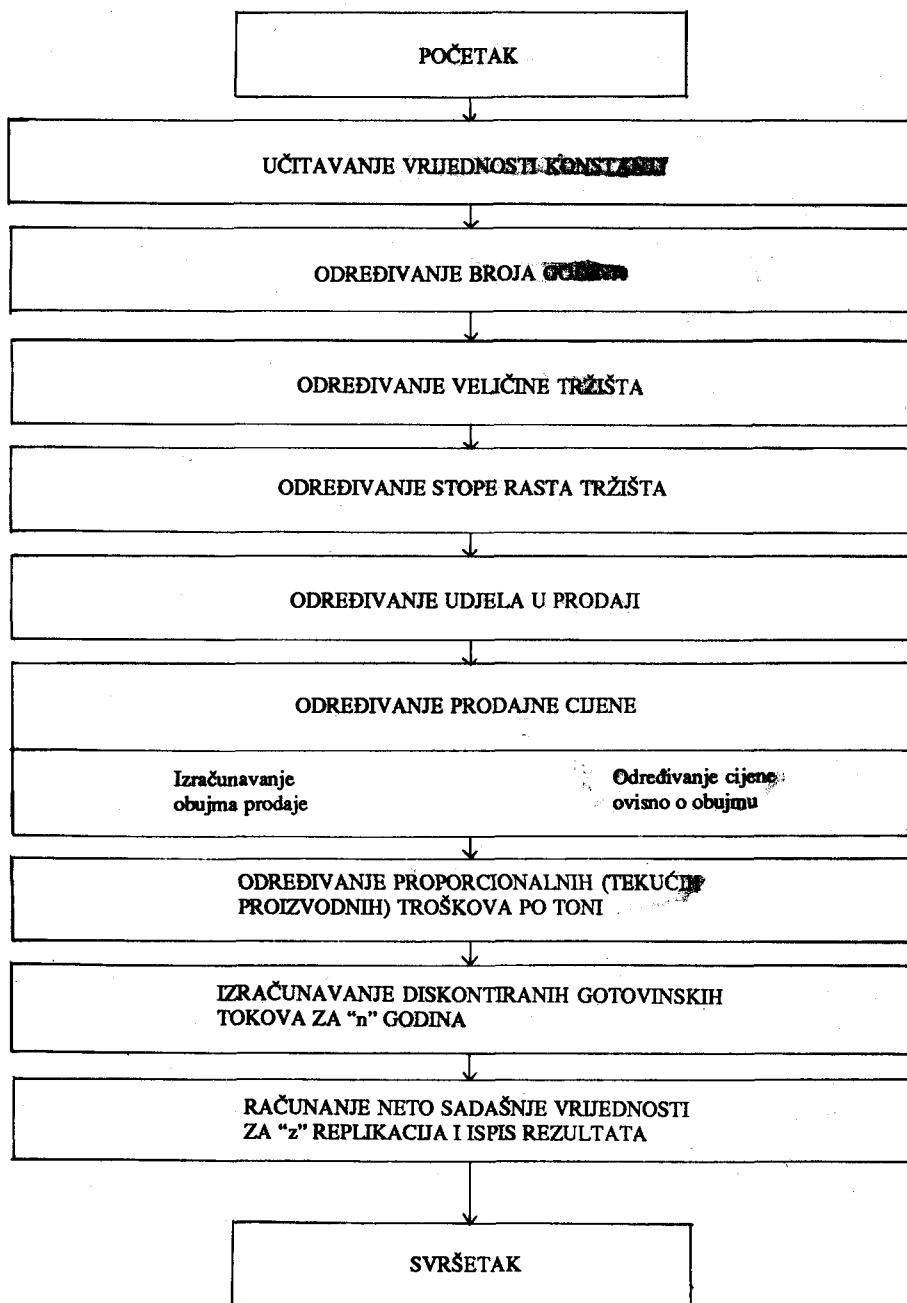 POČETAK
UČITAVANJE VRIJEDNOSTI KONSTANTI
ODREĐIVANJE BROJA
ODREĐIVANJE VELIČINE TRŽIŠTA
ODREĐIVANJE STOPE RASTA TRŽIŠTA
ODREĐIVANJE UDJELA U PRODAJI
ODREĐIVANJE PRODAJNE CIJENE
Izračunavanje
obujma prodaje
Određivanje cijene
ovisno o obujmu
ODREĐIVANJE PROPORCIONALNIH (TEKUĆIH
PROIZVODNIH) TROŠKOVA PO TONI
IZRAČUNAVANJE DISKONTIRANIH GOTOVINSKIH
TOKOVA ZA “n” GODINA
RAČUNANJE NETO SADAŠNJE VRIJEDNOSTI
ZA “z” REPLIKACIJA I ISPIS REZULTATA
SVRŠETAK